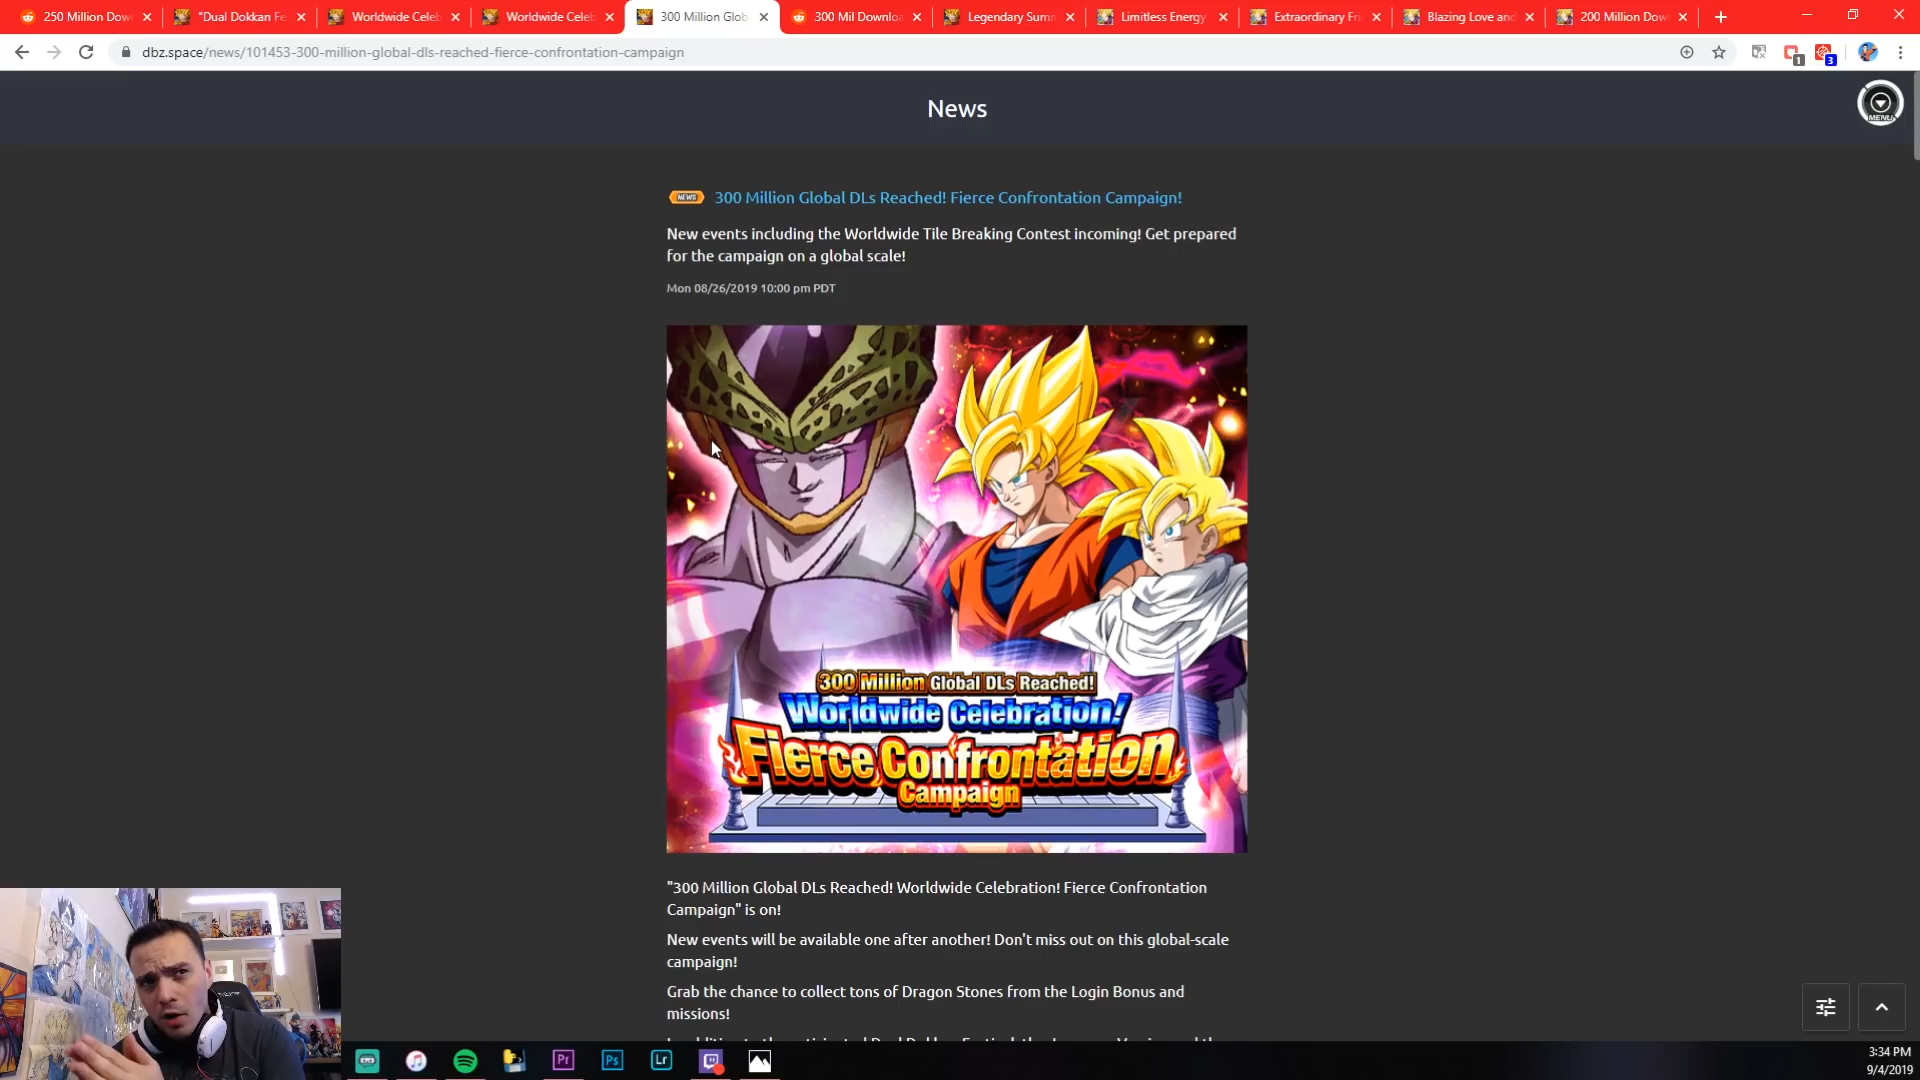 250 Million Dow
"Dual Dokkan Fe
Worldwide Celeb
Worldwide Celeb
300 Million Glob
300 Mil Downloa
Legendary Summ
Limitless Energy
Extraordinary Fri
Blazing Love and
200 Million Dow
dbz.space/news/101453-300-million-global-dls-reached-fierce-confrontation-campaign
1
3
News
MENU
NEWS 300 Million Global DLs Reached! Fierce Confrontation Campaign!
New events including the Worldwide Tile Breaking Contest incoming! Get prepared
for the campaign on a global scale!
Mon 08/26/2019 10:00 pm PDT
300 Million Global DLs Reached!
Worldwide Celebration!
Fierce Confrontation
Campaign
"300 Million Global DLs Reached! Worldwide Celebration! Fierce Confrontation
Campaign" is on!
New events will be available one after another! Don't miss out on this global-scale
campaign!
Grab the chance to collect tons of Dragon Stones from the Login Bonus and
missions!
Pr
Ps
Lr
3:34 PM
9/4/2019